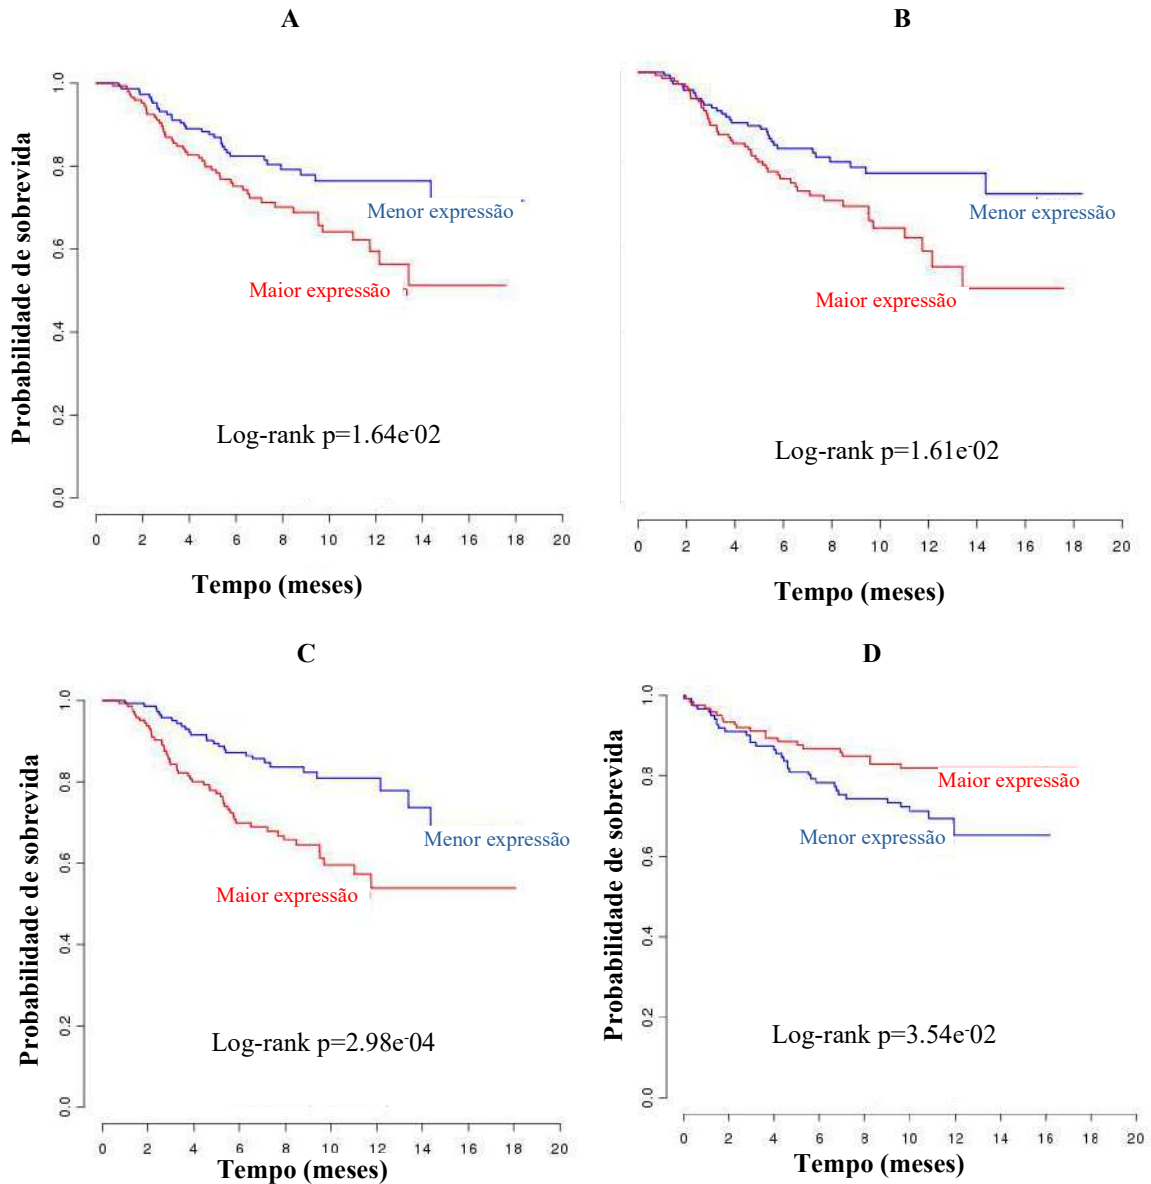 A
B
Probabilidade de sobrevida
1.0
0.8
0.6
0.4
0.2
0.0
Menor expressão
Maior expressão
Log-rank p=1.64e-02
0 2 4 6 8 10 12 14 16 18 20
Tempo (meses)
Menor expressão
Maior expressão
Log-rank p=1.61e-02
0 2 4 6 8 10 12 14 16 18 20
Tempo (meses)
C
D
Probabilidade de sobrevida
1.0
0.8
0.6
0.4
0.2
0.0
Menor expressão
Maior expressão
Log-rank p=2.98e-04
0 2 4 6 8 10 12 14 16 18 20
Tempo (meses)
Probabilidade de sobrevida
1.0
0.8
0.6
0.4
0.2
0.0
Maior expressão
Menor expressão
Log-rank p=3.54e-02
0 2 4 6 8 10 12 14 16 18 20
Tempo (meses)